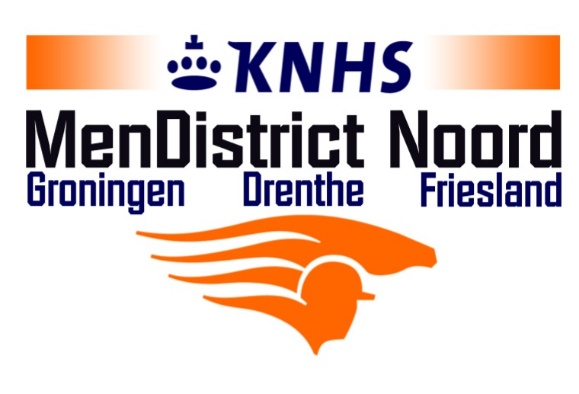 KNHS
MenDistrict Noord
Groningen Drenthe Friesland